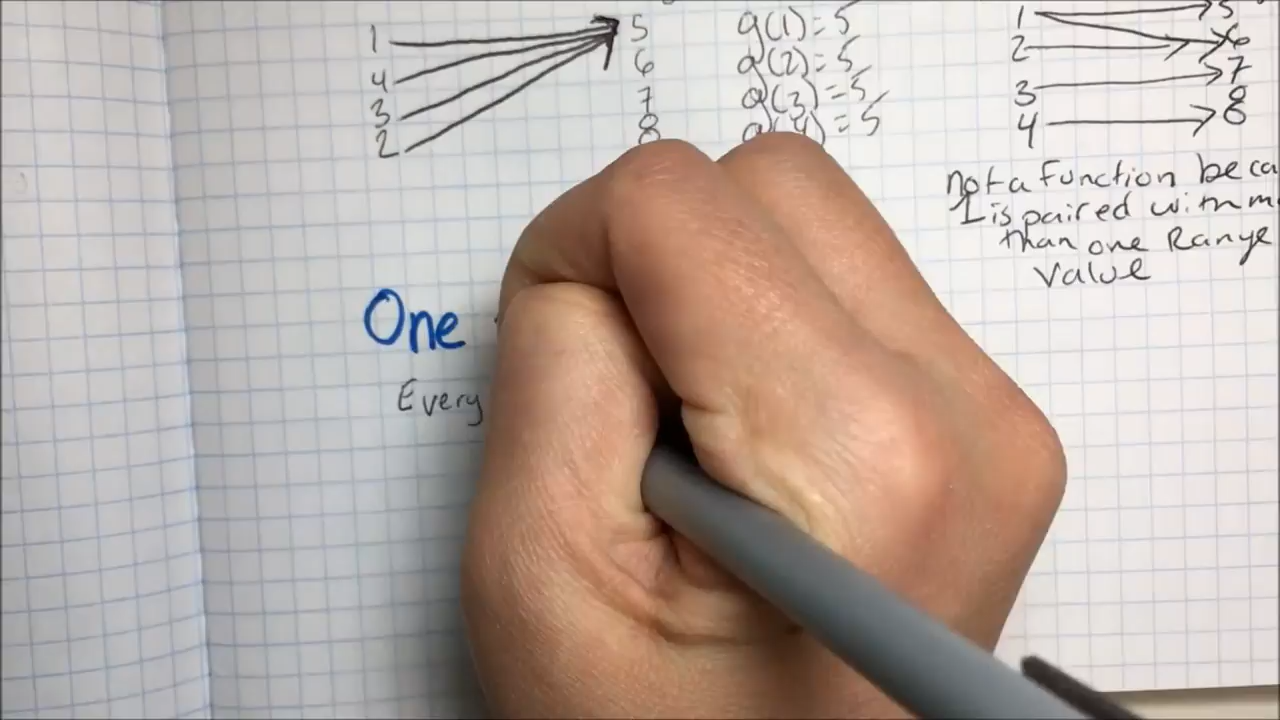 1
4
3
2
5
6
7
8
g(1)=5
g(2)=5
g(3)=5
g(4)=5
1
2
3
4
5
6
7
8
not a function beca
1 is paired with m
than one Range
Value
One
Every